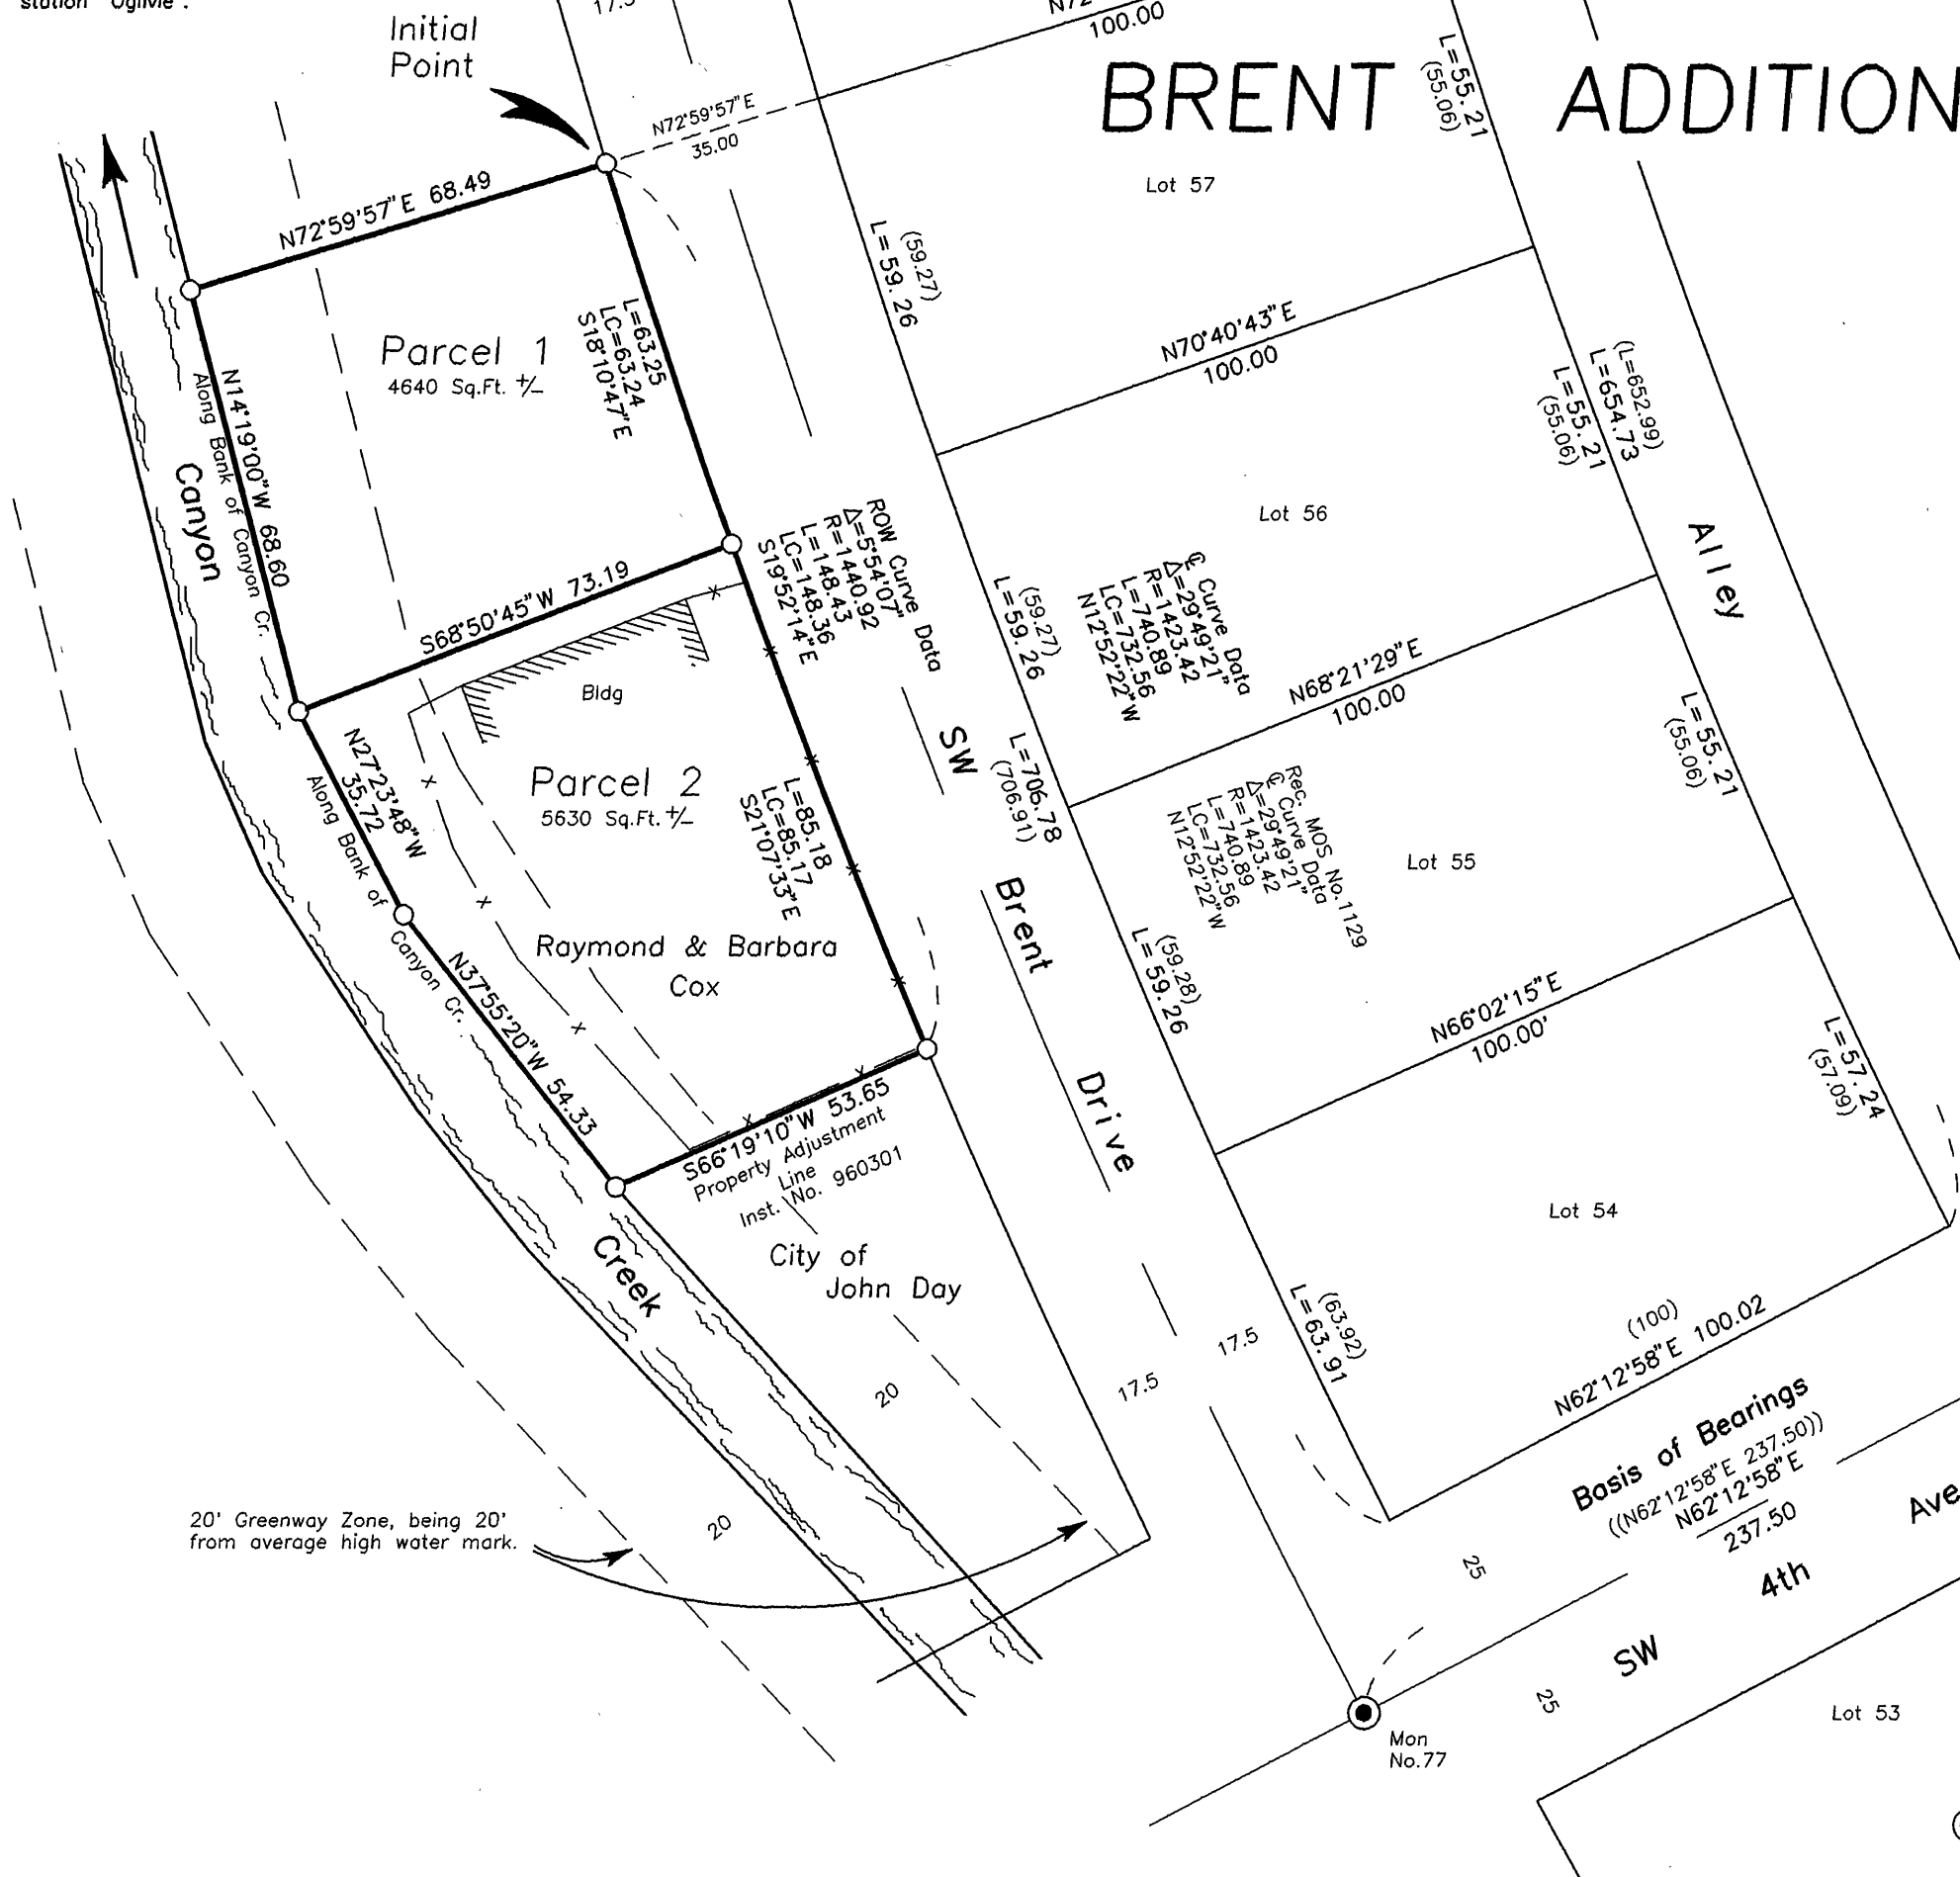 station "Ogilvie".
Initial
Point
17.5
100.00
BRENT ADDITION
N72°59'57"E
35.00
Lot 57
L=55.21
(55.06)
N72°59'57"E 68.49
Parcel 1
4640 Sq.Ft. +/-
L=63.25
LC=63.24
S18°10'47"E
(59.27)
L=59.26
N70°40'43"E
100.00
L=55.21
(55.06)
(L=652.99)
L=654.73
N14°19'00"W 68.60
Along Bank of Canyon Cr.
Canyon
Lot 56
Alley
S68°50'45"W 73.19
ROW Curve Data
Δ=5°54'07"
R=1440.92
L=148.43
LC=148.36
S19°52'14"E
(59.27)
L=59.26
℄ Curve Data
Δ=29°49'21"
R=1423.42
L=740.89
LC=732.56
N12°52'22"W
N68°21'29"E
100.00
L=55.21
(55.06)
Bldg
Parcel 2
5630 Sq.Ft. +/-
N27°23'48"W
35.72
Along Bank of
Canyon Cr.
L=85.18
LC=85.17
S21°07'33"E
SW
Brent
Drive
L=706.78
(706.91)
Rec. MOS No.1129
℄ Curve Data
Δ=29°49'21"
R=1423.42
L=740.89
LC=732.56
N12°52'22"W
Lot 55
Raymond & Barbara
Cox
N37°55'20"W 54.33
(59.28)
L=59.26
N66°02'15"E
100.00'
L=57.24
(57.09)
S66°19'10"W 53.65
Property Adjustment
Line
Inst. No. 960301
City of
John Day
Creek
Lot 54
(63.92)
L=63.91
17.5
17.5
20
20
(100)
N62°12'58"E 100.02
Basis of Bearings
((N62°12'58"E 237.50))
N62°12'58"E
237.50
20' Greenway Zone, being 20'
from average high water mark.
25
25
SW
4th
Ave
Mon
No.77
Lot 53